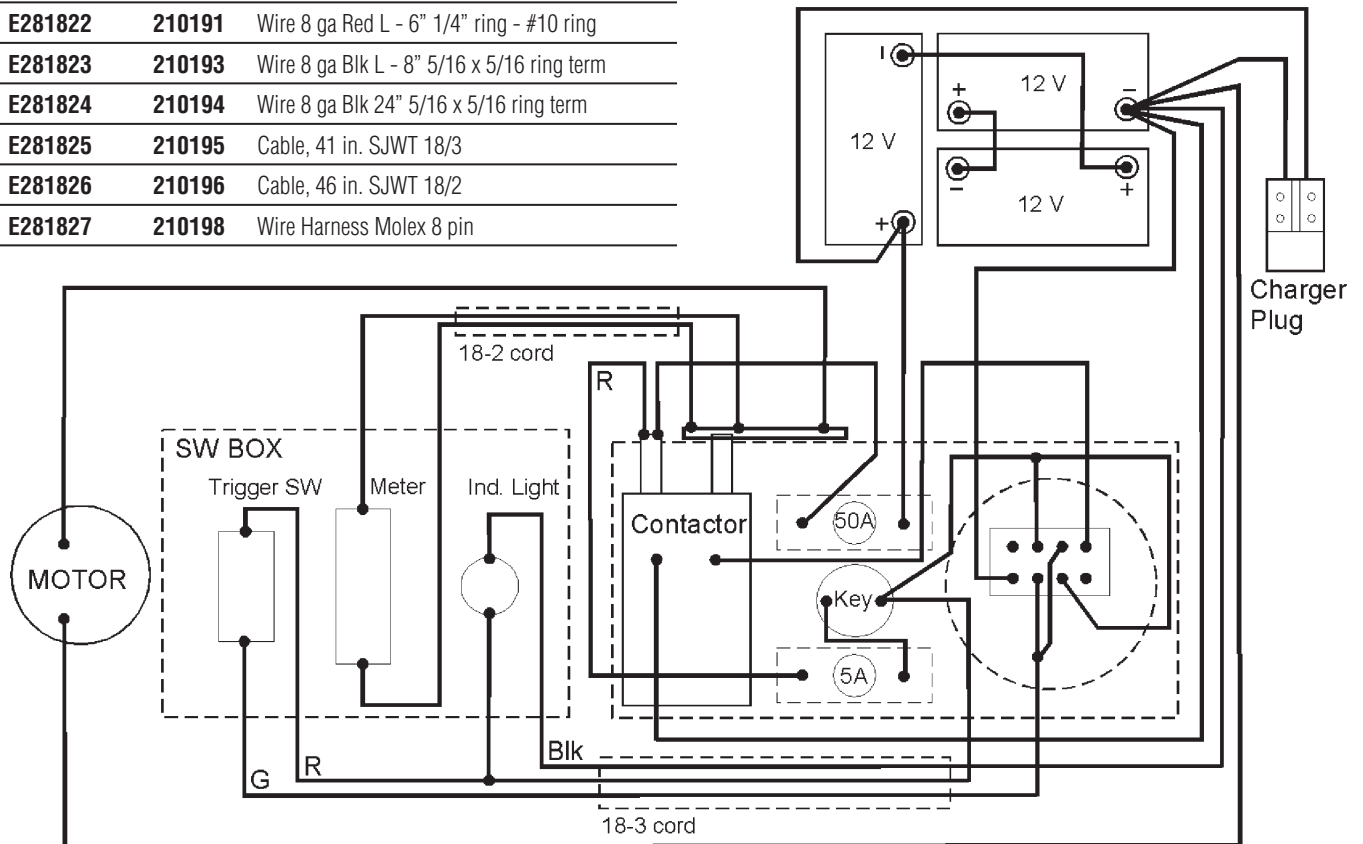 E281822 210191 Wire 8 ga Red L - 6” 1/4” ring - #10 ring
E281823 210193 Wire 8 ga Blk L - 8” 5/16 x 5/16 ring term
E281824 210194 Wire 8 ga Blk 24” 5/16 x 5/16 ring term
E281825 210195 Cable, 41 in. SJWT 18/3
E281826 210196 Cable, 46 in. SJWT 18/2
E281827 210198 Wire Harness Molex 8 pin
I
12 V
+
+
12 V
−
−
12 V
+
Charger
Plug
18-2 cord
R
SW BOX
Trigger SW
Meter
Ind. Light
Contactor
50A
Key
5A
MOTOR
G
R
Blk
18-3 cord